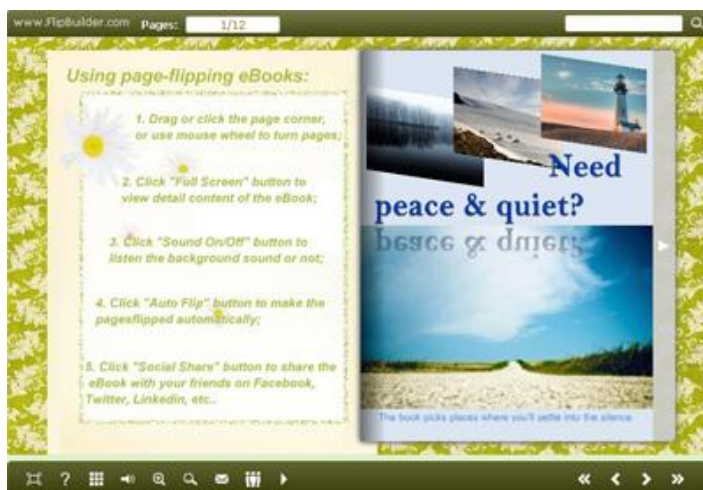 www.FlipBuilder.com
Pages:
1/12
Using page-flipping eBooks:
1. Drag or click the page corner,
or use mouse wheel to turn pages;
2. Click "Full Screen" button to
view detail content of the eBook;
3. Click "Sound On/Off" button to
listen the background sound or not;
4. Click "Auto Flip" button to make the
pagesflipped automatically;
5. Click "Social Share" button to share the
eBook with your friends on Facebook,
Twitter, Linkedin, etc..
Need
peace & quiet?
peace & quiet?
The book picks places where you'll settle into the silence.